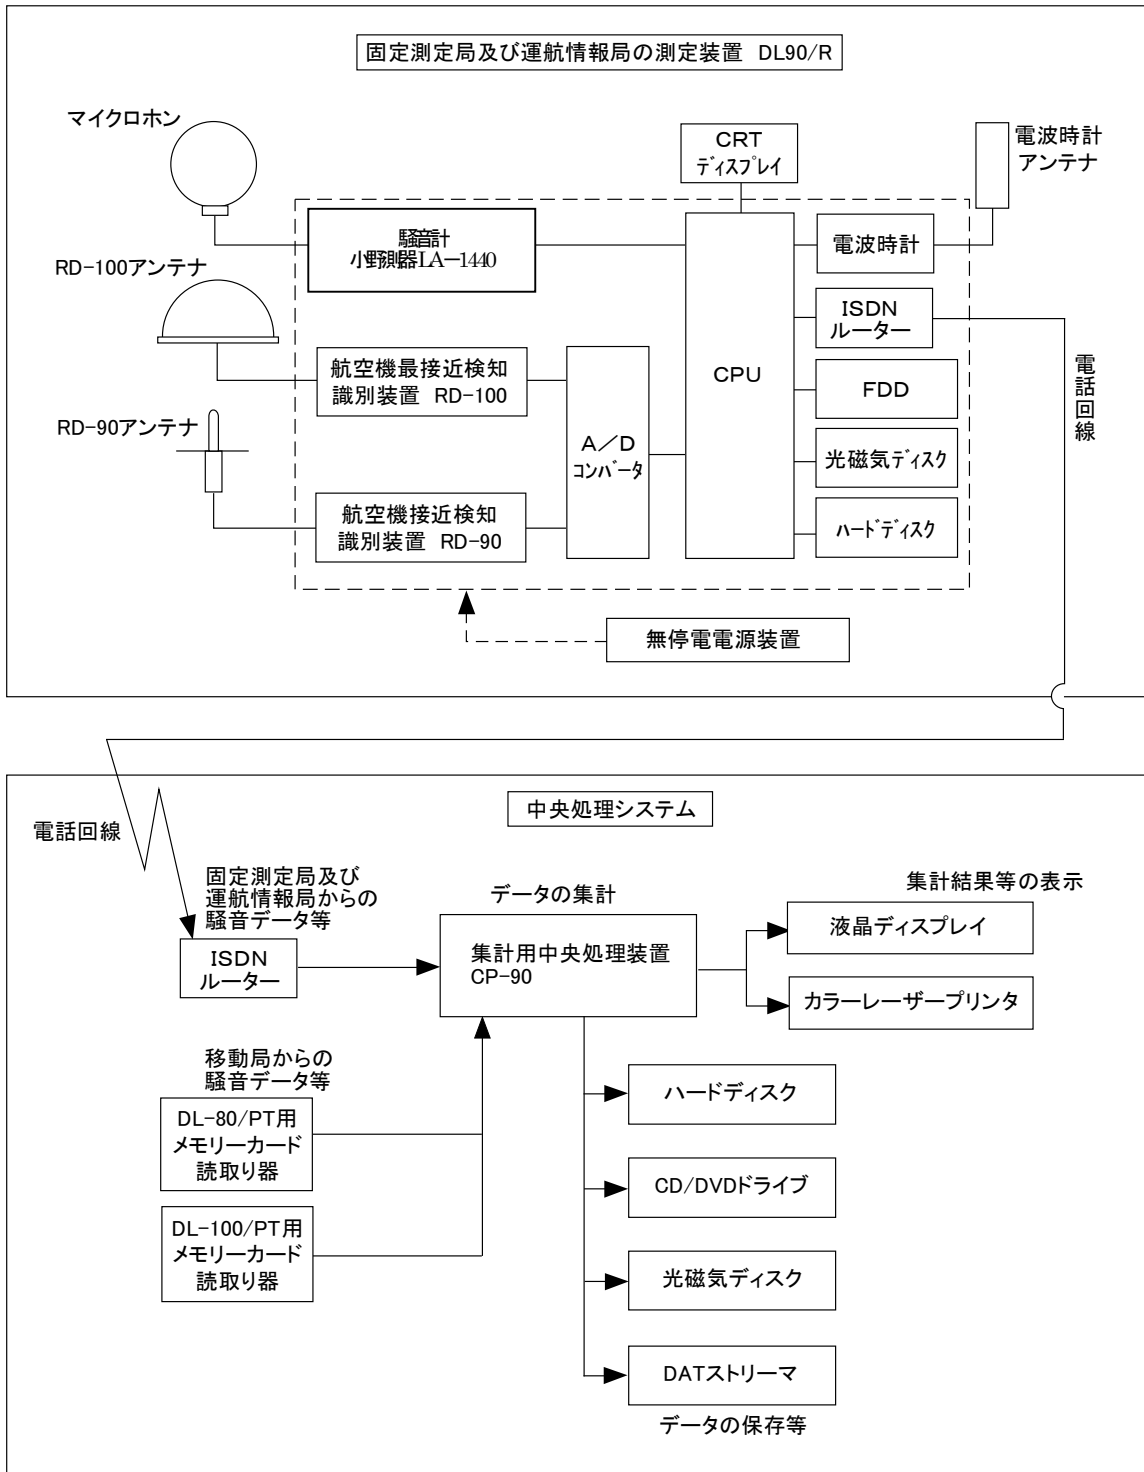 固定測定局及び運航情報局の測定装置 DL90/R
マイクロホン
CRT
ディスプレイ
電波時計
アンテナ
騒音計
小野測器LA-1440
電波時計
RD-100アンテナ
ISDN
ルーター
航空機最接近検知
識別装置 RD-100
CPU
FDD
電話回線
RD-90アンテナ
A/D
コンバータ
光磁気ディスク
航空機接近検知
識別装置 RD-90
ハードディスク
無停電電源装置
中央処理システム
電話回線
固定測定局及び
運航情報局からの
騒音データ等
ISDN
ルーター
データの集計
集計用中央処理装置
CP-90
集計結果等の表示
液晶ディスプレイ
カラーレーザープリンタ
移動局からの
騒音データ等
DL-80/PT用
メモリーカード
読取り器
DL-100/PT用
メモリーカード
読取り器
ハードディスク
CD/DVDドライブ
光磁気ディスク
DATストリーマ
データの保存等